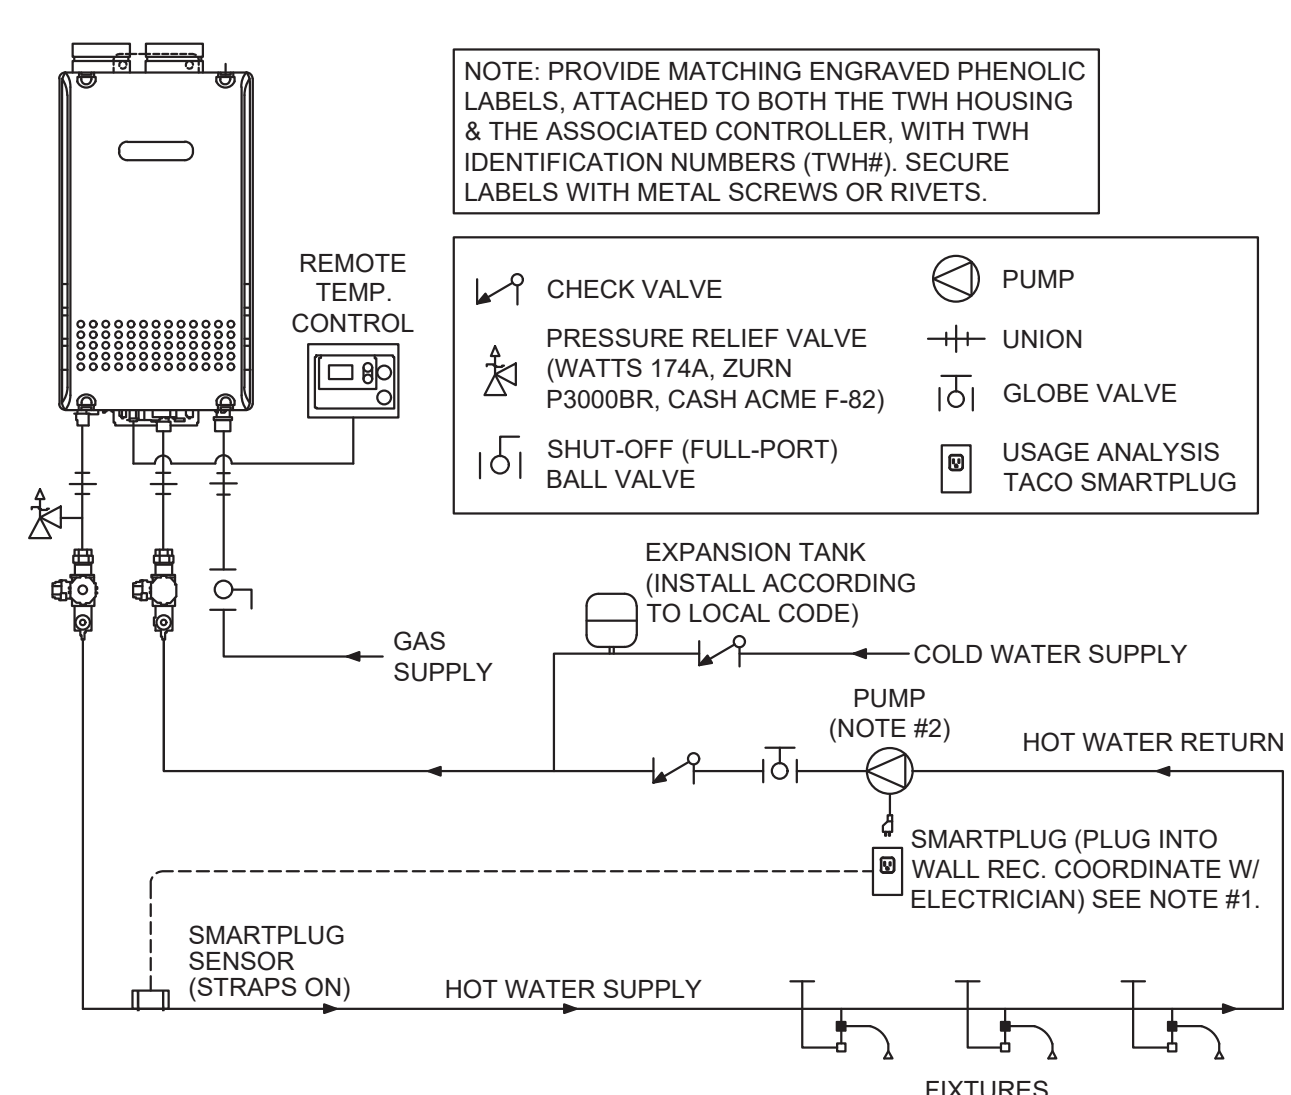 NOTE: PROVIDE MATCHING ENGRAVED PHENOLIC
LABELS, ATTACHED TO BOTH THE TWH HOUSING
& THE ASSOCIATED CONTROLLER, WITH TWH
IDENTIFICATION NUMBERS (TWH#). SECURE
LABELS WITH METAL SCREWS OR RIVETS.
REMOTE
TEMP.
CONTROL
CHECK VALVE
PRESSURE RELIEF VALVE
(WATTS 174A, ZURN
P3000BR, CASH ACME F-82)
SHUT-OFF (FULL-PORT)
BALL VALVE
PUMP
UNION
GLOBE VALVE
USAGE ANALYSIS
TACO SMARTPLUG
EXPANSION TANK
(INSTALL ACCORDING
TO LOCAL CODE)
GAS
SUPPLY
COLD WATER SUPPLY
PUMP
(NOTE #2)
HOT WATER RETURN
SMARTPLUG (PLUG INTO
WALL REC. COORDINATE W/
ELECTRICIAN) SEE NOTE #1.
SMARTPLUG
SENSOR
(STRAPS ON)
HOT WATER SUPPLY
FIXTURES